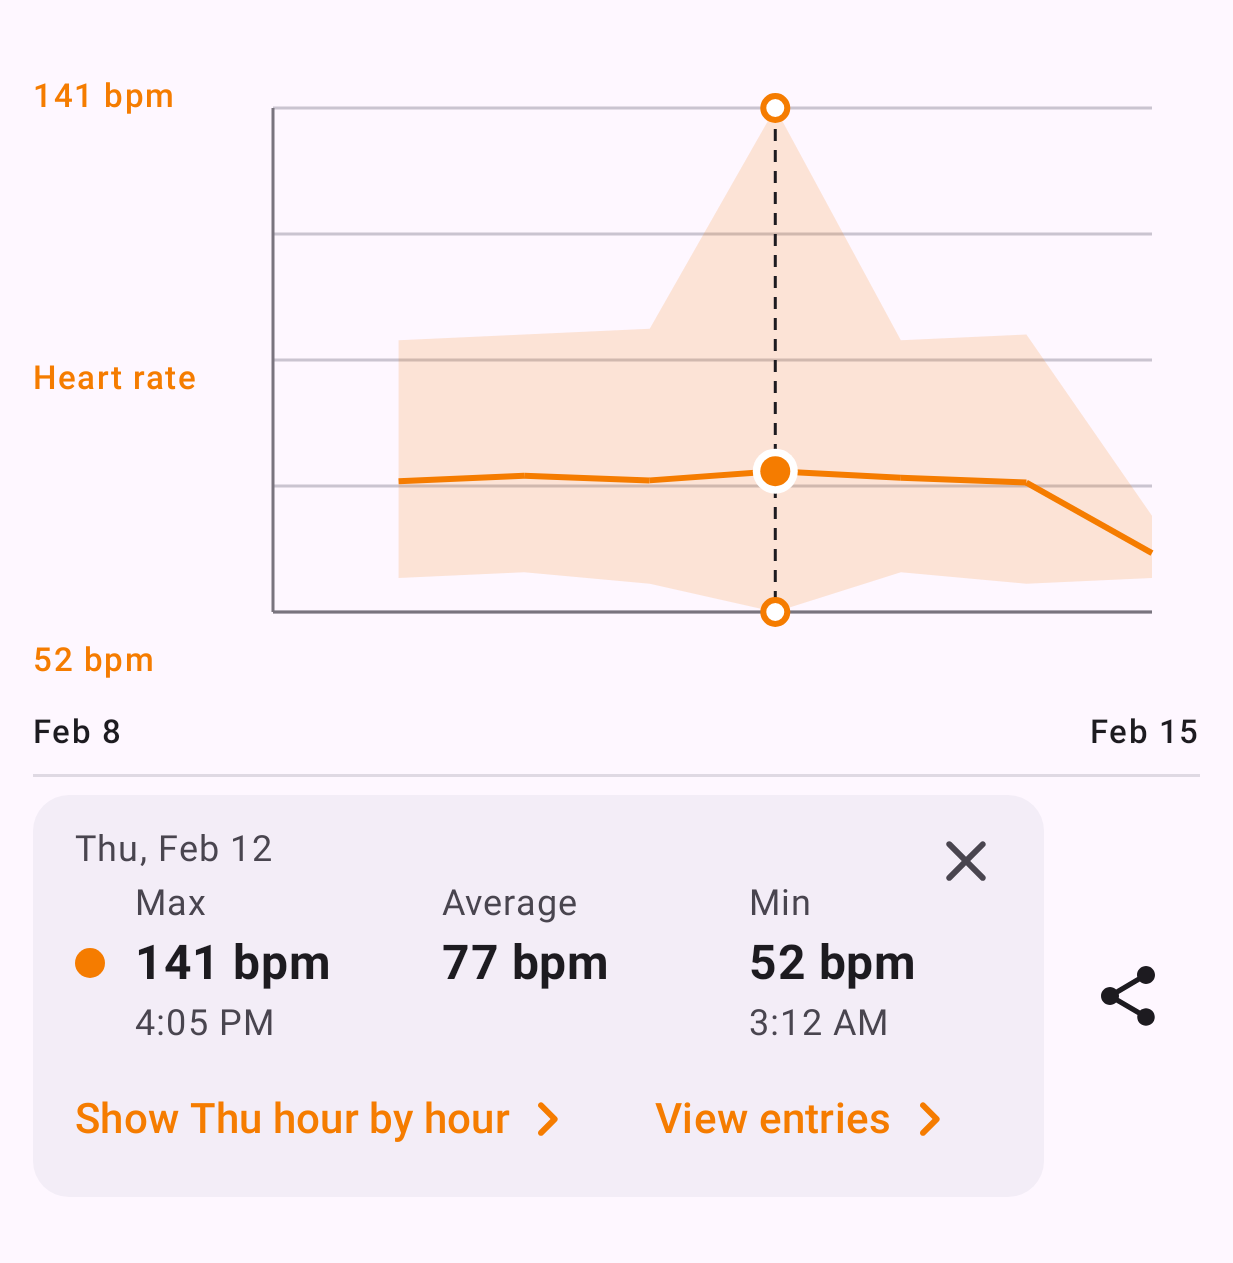 141 bpm
Heart rate
52 bpm
Feb 8 Feb 15
Thu, Feb 12
Max Average Min
141 bpm 77 bpm 52 bpm
4:05 PM 3:12 AM
Show Thu hour by hour View entries